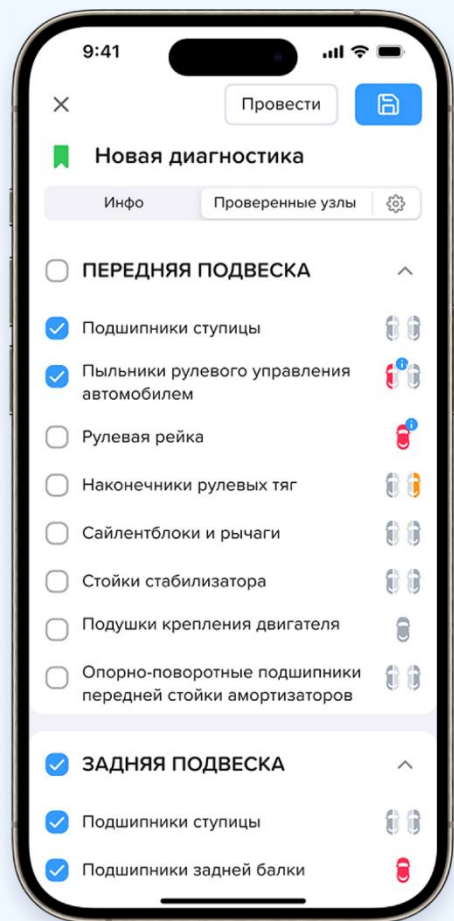 9:41
Провести
Новая диагностика
Инфо
Проверенные узлы
ПЕРЕДНЯЯ ПОДВЕСКА
Подшипники ступицы
Пыльники рулевого управления
автомобилем
Рулевая рейка
Наконечники рулевых тяг
Сайлентблоки и рычаги
Стойки стабилизатора
Подушки крепления двигателя
Опорно-поворотные подшипники
передней стойки амортизаторов
ЗАДНЯЯ ПОДВЕСКА
Подшипники ступицы
Подшипники задней балки